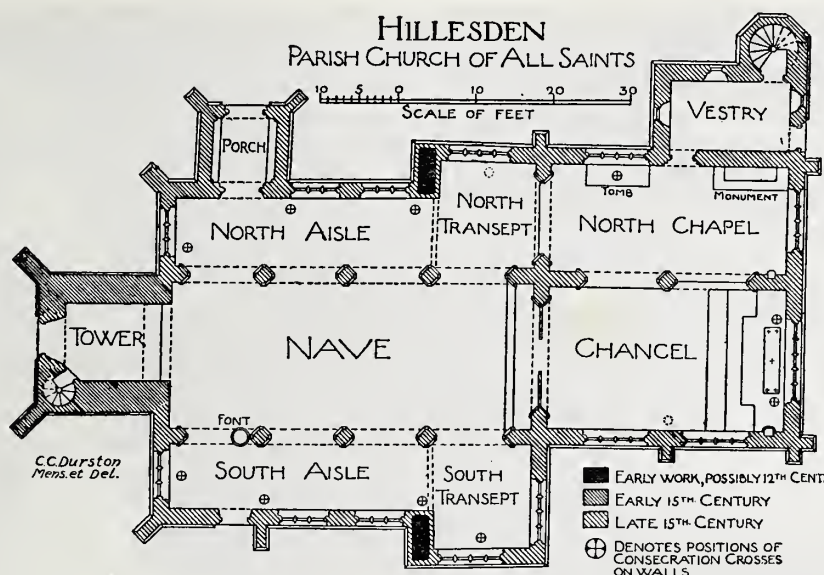 HILLESDEN
PARISH CHURCH OF ALL SAINTS
10 5 0 10 20 30
SCALE OF FEET
VESTRY
PORCH
TOMB
MONUMENT
NORTH AISLE
NORTH
TRANSEPT
NORTH CHAPEL
TOWER
NAVE
CHANCEL
FONT
C.C. Durston
Mens. et Del.
SOUTH AISLE
SOUTH
TRANSEPT
EARLY WORK, POSSIBLY 12TH CENT.
EARLY 15TH. CENTURY
LATE 15TH. CENTURY
DENOTES POSITIONS OF
CONSECRATION CROSSES
ON WALLS